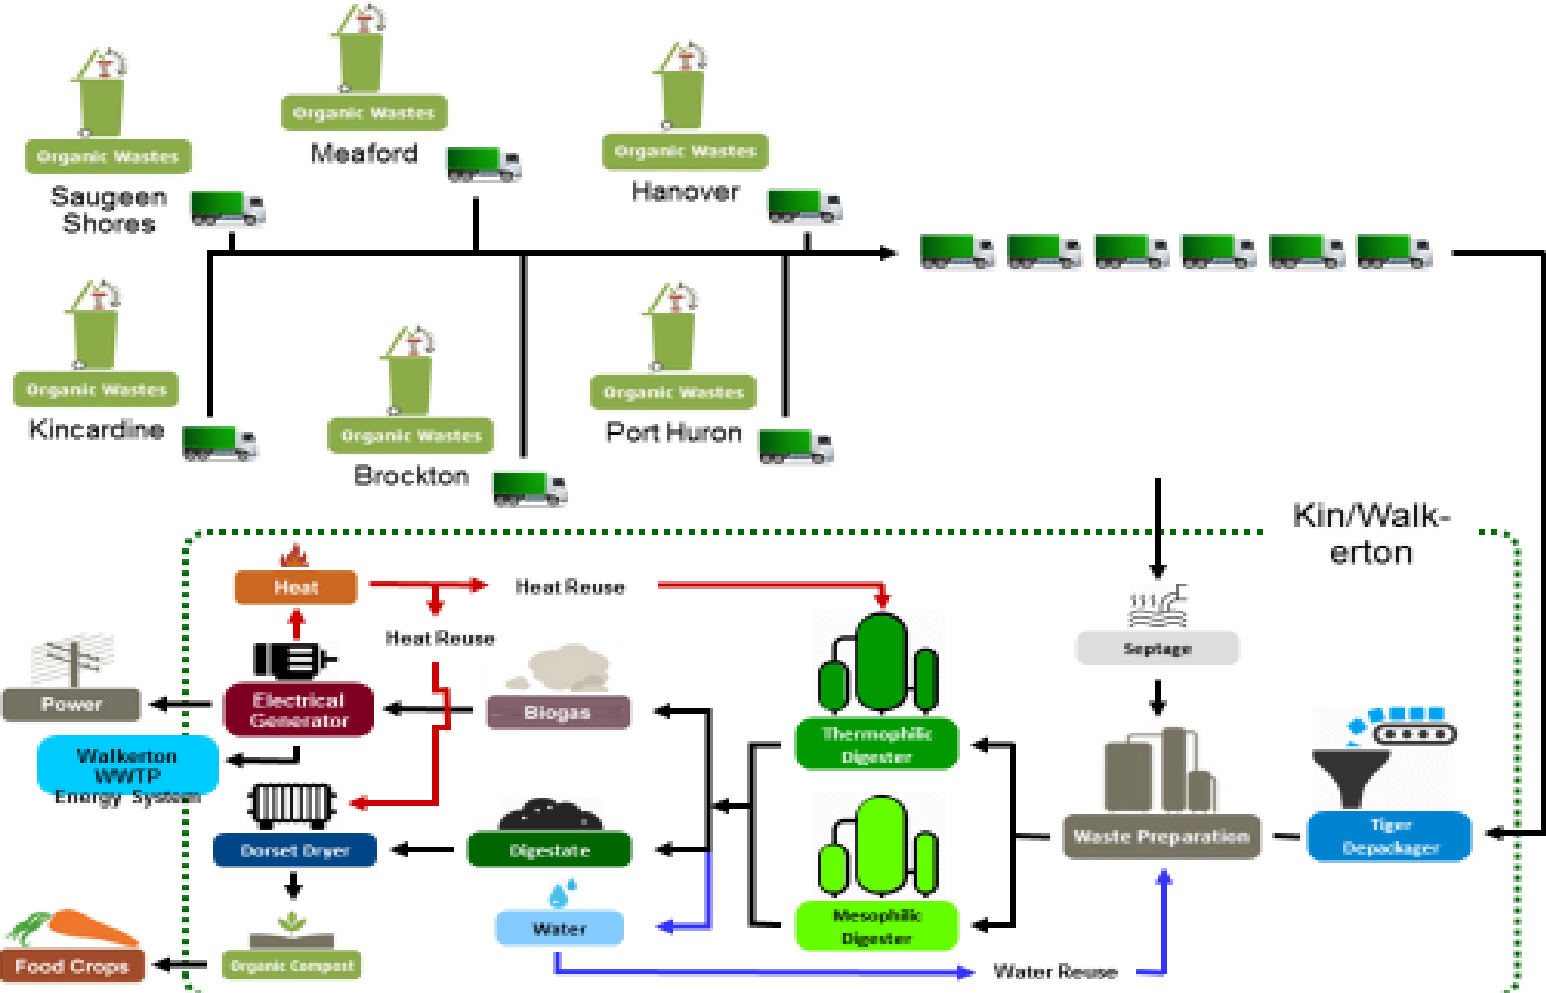 Organic Wastes
Meaford
Organic Wastes
Saugeen
Shores
Organic Wastes
Hanover
Organic Wastes
Kincardine
Organic Wastes
Brockton
Organic Wastes
Port Huron
Kin/Walk-
erton
Heat
Heat Reuse
Heat Reuse
Septage
Power
Electrical
Generator
Biogas
Thermophilic
Digester
Walkerton
WWTP
Energy System
Dorset Dryer
Digestate
Waste Preparation
Tiger
Depackager
Water
Mesophilic
Digester
Food Crops
Organic Compost
Water Reuse